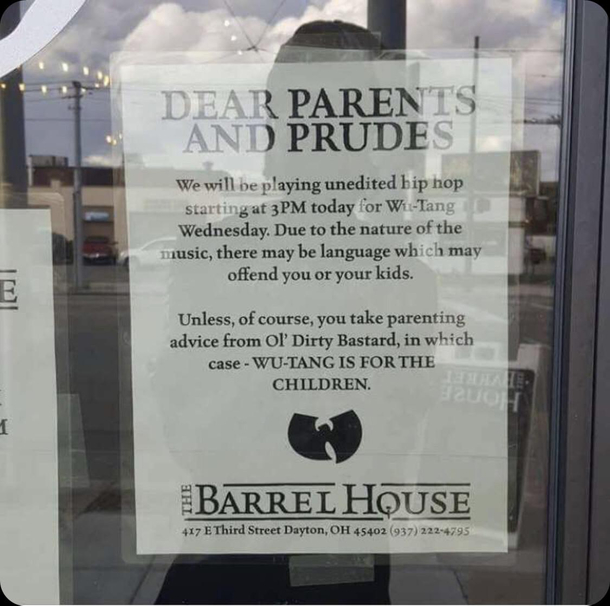 DEAR PARENTS
AND PRUDES
We will be playing unedited hip hop
starting at 3PM today for Wu-Tang
Wednesday. Due to the nature of the
music, there may be language which may
offend you or your kids.
Unless, of course, you take parenting
advice from Ol' Dirty Bastard, in which
case - WU-TANG IS FOR THE
CHILDREN.
THE BARREL HOUSE
417 E Third Street Dayton, OH 45402 (937) 222-4795
E
M
THE
BARREL
HOUSE